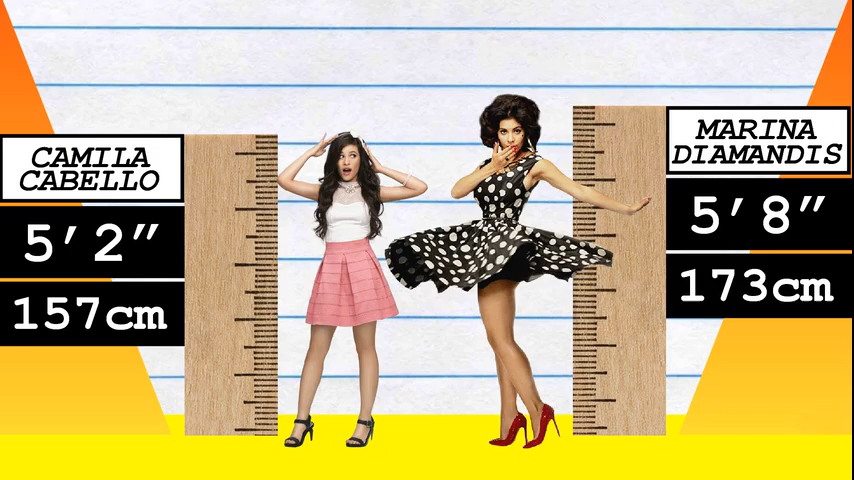 CAMILA
CABELLO
5’2”
157cm
MARINA
DIAMANDIS
5’8”
173cm